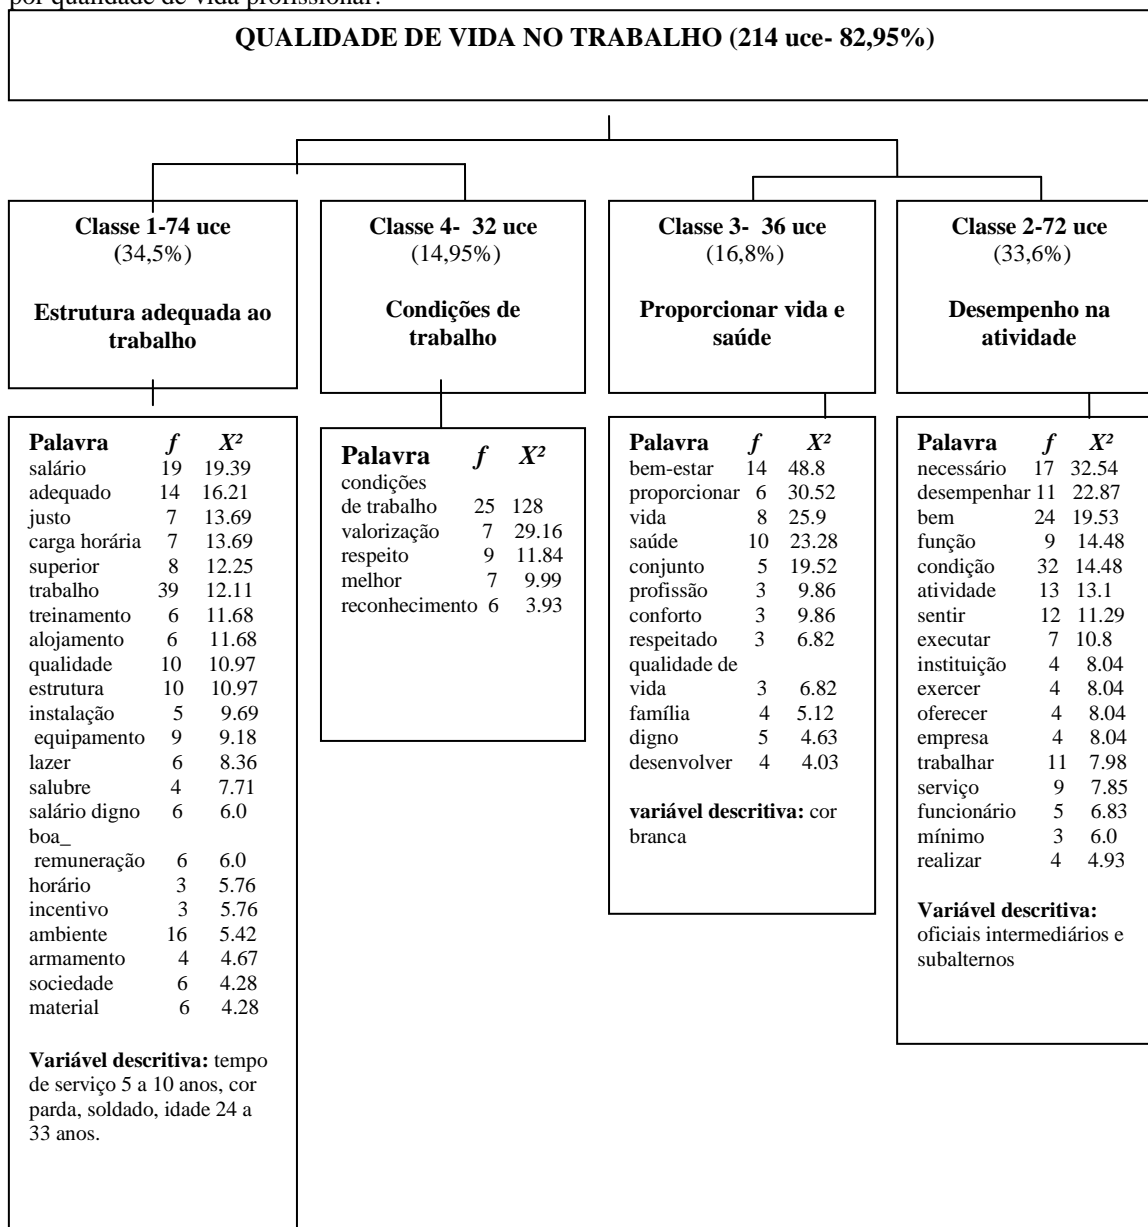 por qualidade de vida profissional?
QUALIDADE DE VIDA NO TRABALHO (214 uce- 82,95%)
Classe 1-74 uce
(34,5%)
Estrutura adequada ao
trabalho
Classe 4-  32 uce
(14,95%)
Condições de
trabalho
Classe 3-  36 uce
(16,8%)
Proporcionar vida e
saúde
Classe 2-72 uce
(33,6%)
Desempenho na
atividade
Palavra f X²
salário 19 19.39
adequado 14 16.21
justo 7 13.69
carga horária 7 13.69
superior 8 12.25
trabalho 39 12.11
treinamento 6 11.68
alojamento 6 11.68
qualidade 10 10.97
estrutura 10 10.97
instalação 5 9.69
equipamento 9 9.18
lazer 6 8.36
salubre 4 7.71
salário digno 6 6.0
boa_
remuneração 6 6.0
horário 3 5.76
incentivo 3 5.76
ambiente 16 5.42
armamento 4 4.67
sociedade 6 4.28
material 6 4.28
Variável descritiva: tempo
de serviço 5 a 10 anos, cor
parda, soldado, idade 24 a
33 anos.
Palavra f X²
condições
de trabalho 25 128
valorização 7 29.16
respeito 9 11.84
melhor 7 9.99
reconhecimento 6 3.93
Palavra f X²
bem-estar 14 48.8
proporcionar 6 30.52
vida 8 25.9
saúde 10 23.28
conjunto 5 19.52
profissão 3 9.86
conforto 3 9.86
respeitado 3 6.82
qualidade de
vida 3 6.82
família 4 5.12
digno 5 4.63
desenvolver 4 4.03
variável descritiva: cor
branca
Palavra f X²
necessário 17 32.54
desempenhar 11 22.87
bem 24 19.53
função 9 14.48
condição 32 14.48
atividade 13 13.1
sentir 12 11.29
executar 7 10.8
instituição 4 8.04
exercer 4 8.04
oferecer 4 8.04
empresa 4 8.04
trabalhar 11 7.98
serviço 9 7.85
funcionário 5 6.83
mínimo 3 6.0
realizar 4 4.93
Variável descritiva:
oficiais intermediários e
subalternos